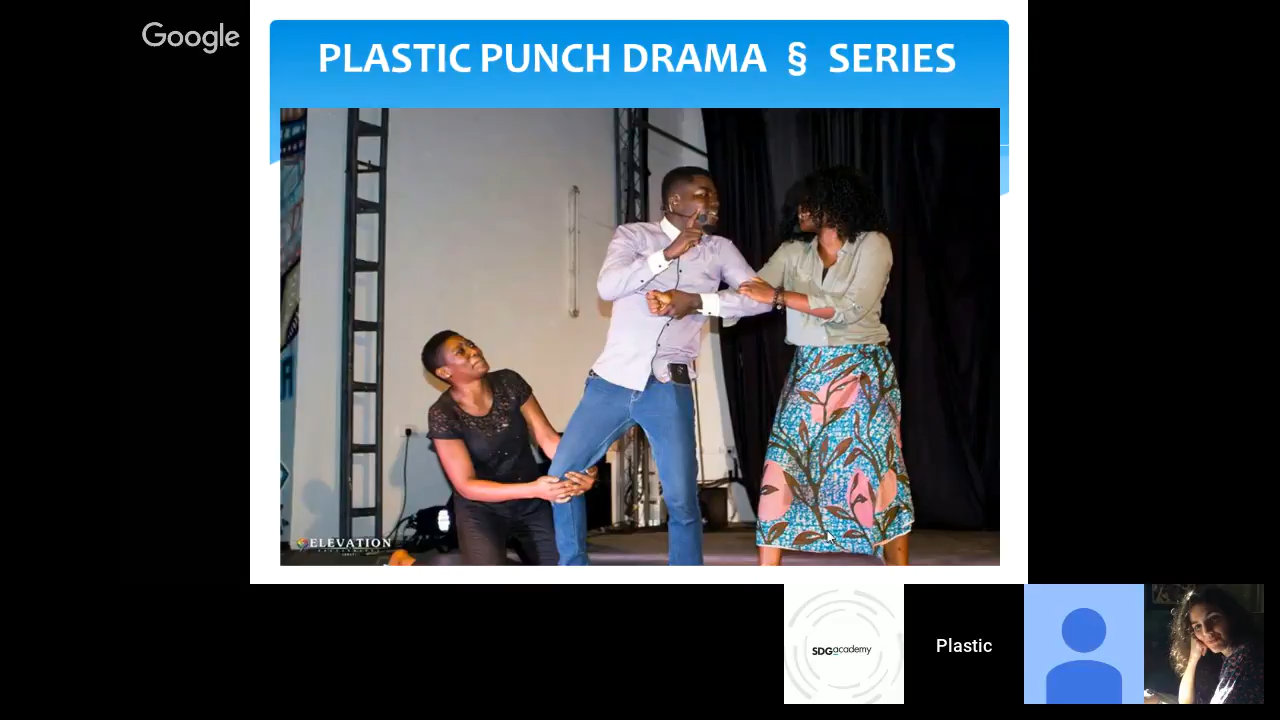 Google
PLASTIC PUNCH DRAMA § SERIES
ELEVATION
SDGacademy
Plastic